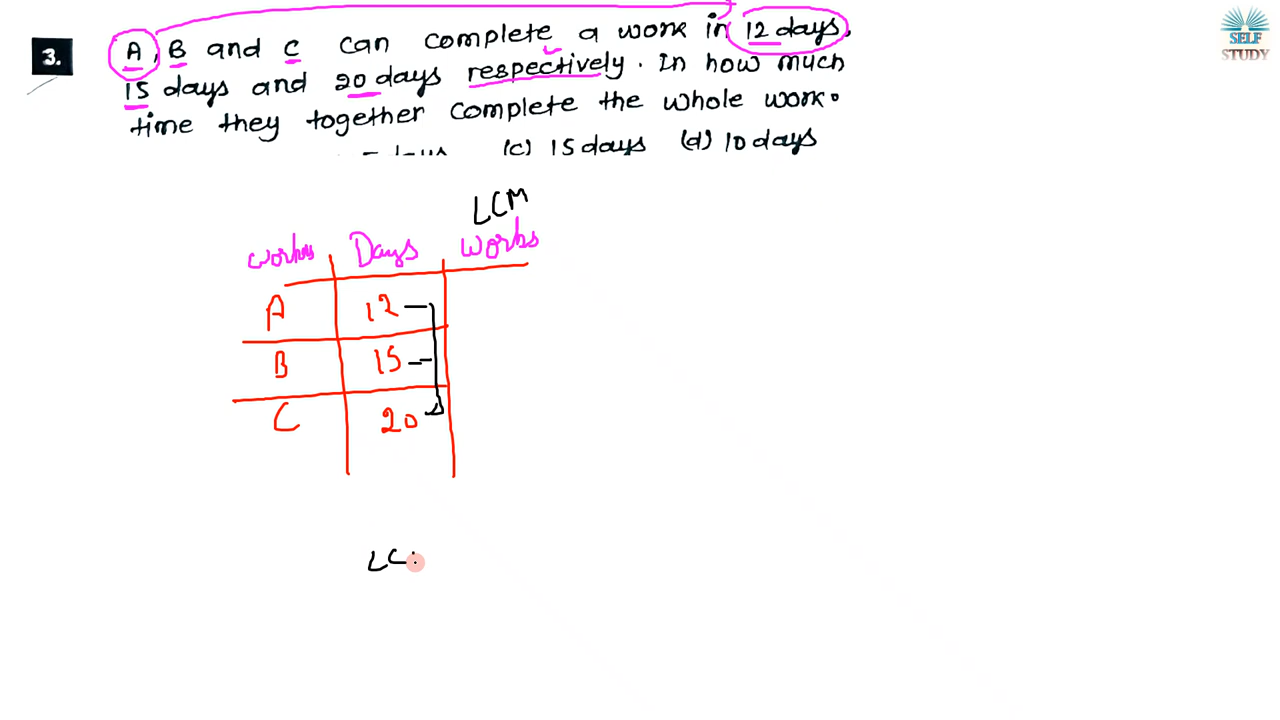 3. A, B and C can complete a work in 12 days,
15 days and 20 days respectively. In how much
time they together complete the whole work.
days (c) 15 days (d) 10 days
SELF
STUDY
LCM
Days Works
A 12
B 15
C 20
LC